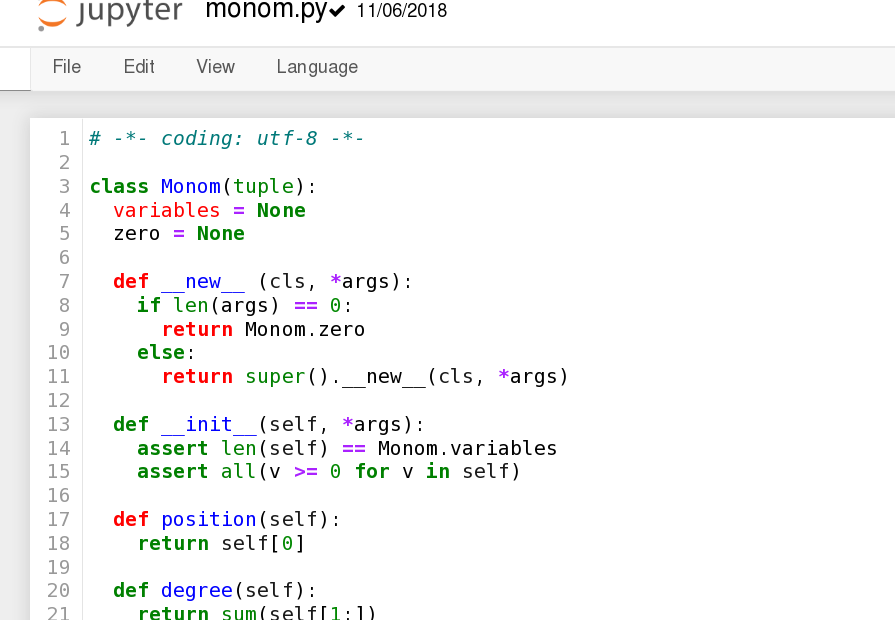 jupyter monom.py✔ 11/06/2018
File Edit View Language
1 # -*- coding: utf-8 -*-
2
3 class Monom(tuple):
4   variables = None
5   zero = None
6
7   def __new__ (cls, *args):
8     if len(args) == 0:
9       return Monom.zero
10     else:
11       return super().__new__(cls, *args)
12
13   def __init__(self, *args):
14     assert len(self) == Monom.variables
15     assert all(v >= 0 for v in self)
16
17   def position(self):
18     return self[0]
19
20   def degree(self):
21     return sum(self[1:])